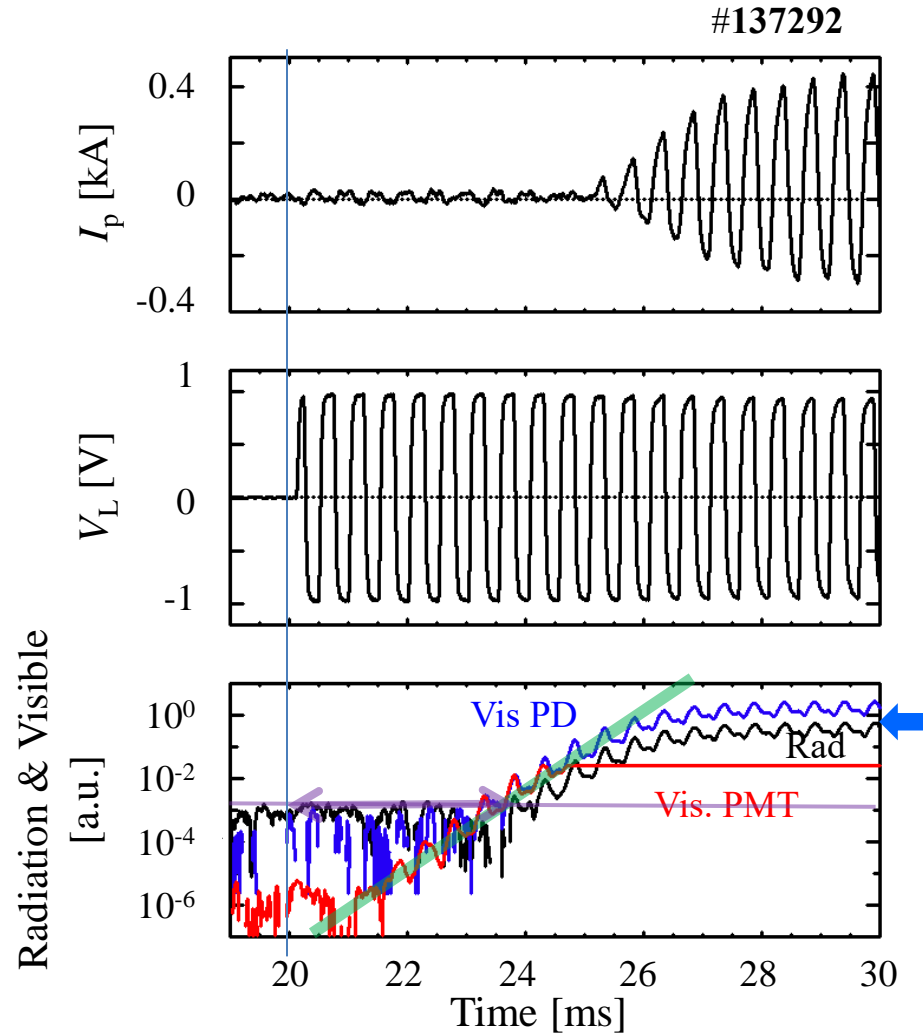 #137292
I_p [kA]
0.4
0
-0.4
V_L [V]
1
0
-1
Radiation & Visible
[a.u.]
10^0
10^-2
10^-4
10^-6
Vis PD
Rad
Vis. PMT
20 22 24 26 28 30
Time [ms]